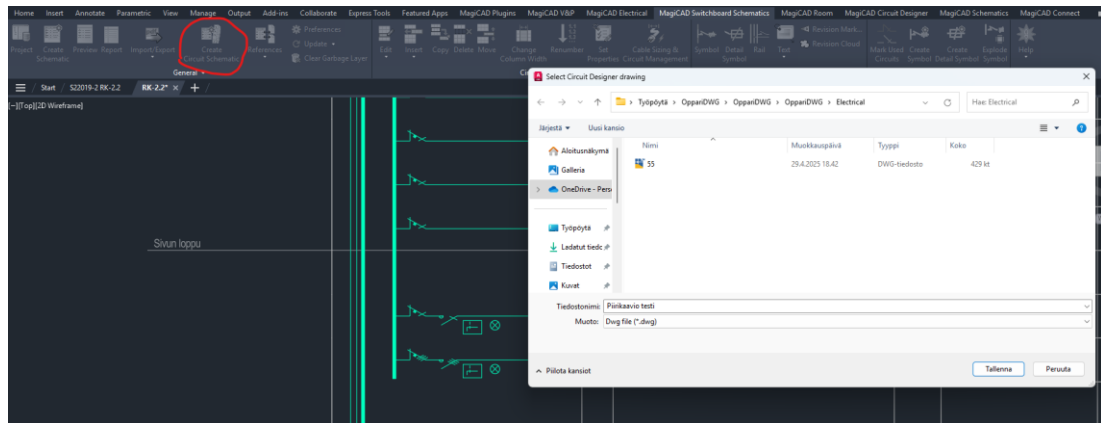 Home Insert Annotate Parametric View Manage Output Add-ins Collaborate Express Tools Featured Apps MagiCAD Plugins MagiCAD V&P MagiCAD Electrical MagiCAD Switchboard Schematics MagiCAD Room MagiCAD Circuit Designer MagiCAD Schematics MagiCAD Connect
Preferences
Revision Mark...
Update
Revision Cloud
Clear Garbage Layer
Project Create Schematic Preview Report Import/Export Create Circuit Schematic References Edit Insert Copy Delete Move Change Column Width Renumber Set Properties Cable Sizing & Circuit Management Symbol Detail Rail Text Mark Used Circuits Create Symbol Create Detail Symbol Explode Symbol Help
General
Symbol
Start S22019-2 RK-2.2 RK-2.2* +
[-][Top][2D Wireframe]
Select Circuit Designer drawing
Työpöytä > OppariDWG > OppariDWG > OppariDWG > Electrical
Hae: Electrical
Järjestä Uusi kansio
Nimi Muokkauspäivä Tyyppi Koko
Aloitusnäkymä
55 29.4.2025 18.42 DWG-tiedosto 429 kt
Galleria
OneDrive - Pers
Työpöytä
Ladatut tiedc
Tiedostot
Kuvat
Sivun loppu
Tiedostonimi: Piirikaavio testi
Muoto: Dwg file (*.dwg)
Piilota kansiot
Tallenna Peruuta